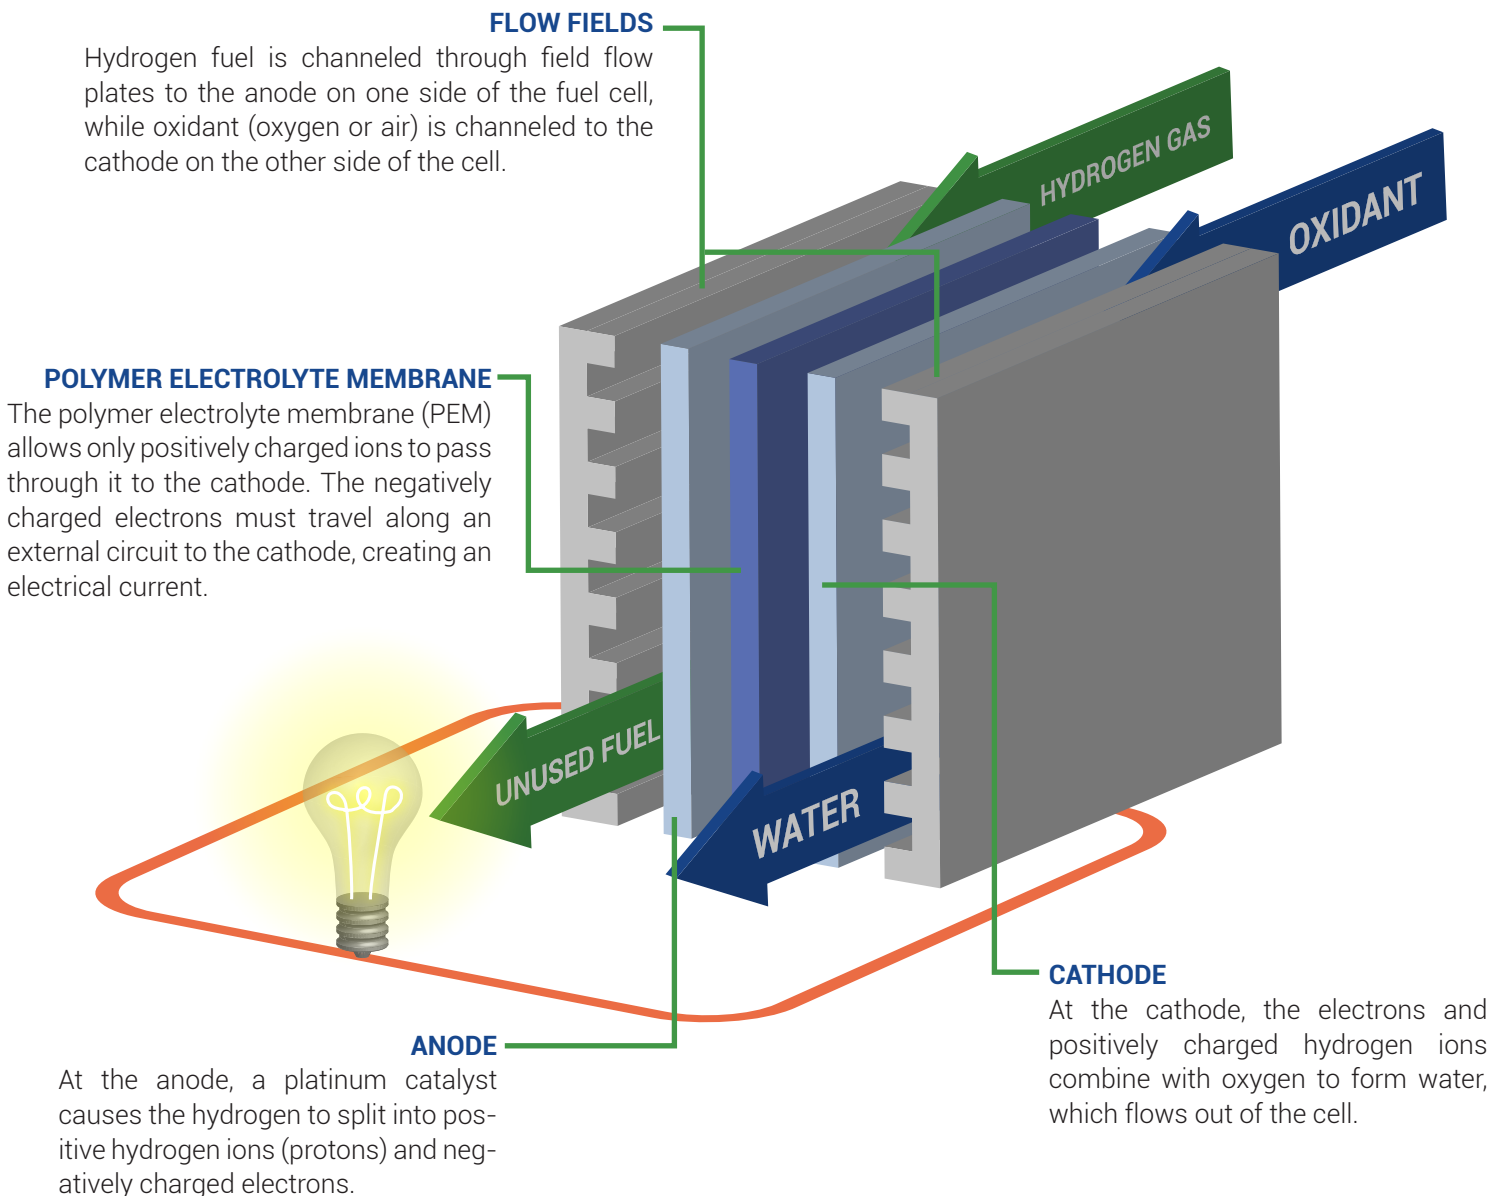 FLOW FIELDS
Hydrogen fuel is channeled through field flow
plates to the anode on one side of the fuel cell,
while oxidant (oxygen or air) is channeled to the
cathode on the other side of the cell.
HYDROGEN GAS
OXIDANT
POLYMER ELECTROLYTE MEMBRANE
The polymer electrolyte membrane (PEM)
allows only positively charged ions to pass
through it to the cathode. The negatively
charged electrons must travel along an
external circuit to the cathode, creating an
electrical current.
UNUSED FUEL
WATER
CATHODE
At the cathode, the electrons and
positively charged hydrogen ions
combine with oxygen to form water,
which flows out of the cell.
ANODE
At the anode, a platinum catalyst
causes the hydrogen to split into pos-
itive hydrogen ions (protons) and neg-
atively charged electrons.